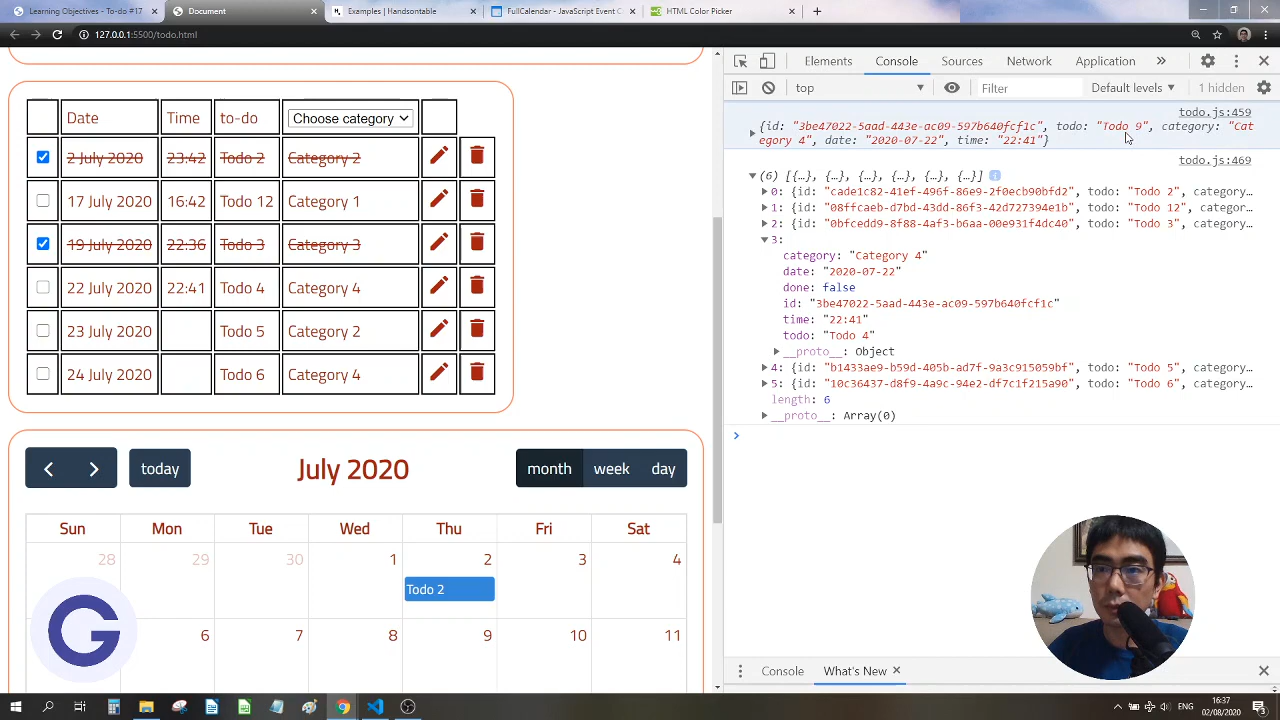 Learning Objectives - Todo #17
Document
Examples | Handsontable
FullCalendar - JavaScript Event C
HTML Color Picker
127.0.0.1:5500/todo.html
Elements
Console
Sources
Network
Application
top
Filter
Default levels
1 hidden
Date Time to-do Choose category
2 July 2020 23:42 Todo 2 Category 2
17 July 2020 16:42 Todo 12 Category 1
19 July 2020 22:36 Todo 3 Category 3
22 July 2020 22:41 Todo 4 Category 4
23 July 2020 Todo 5 Category 2
24 July 2020 Todo 6 Category 4
today
July 2020
month week day
Sun Mon Tue Wed Thu Fri Sat
28 29 30 1 2 3 4
Todo 2
6 7 8 9 10 11
G
todo.js:459
{id: "3be47022-5aad-443e-ac09-597b640fcf1c", todo: "Todo 9", category: "Cat
egory 4", date: "2020-07-22", time: "22:41"}
todo.js:469
(6) [{…}, {…}, {…}, {…}, {…}, {…}]
0: {id: "cade1c82-41ef-496f-86e9-2f0ecb90bfd2", todo: "Todo 2", category…
1: {id: "08ffcaeb-d7bd-43dd-86f3-42d727394e1b", todo: "Todo 12", categor…
2: {id: "0bfcedd9-8f88-4af3-b6aa-00e931f4dc40", todo: "Todo 3", category…
3:
category: "Category 4"
date: "2020-07-22"
done: false
id: "3be47022-5aad-443e-ac09-597b640fcf1c"
time: "22:41"
todo: "Todo 4"
__proto__: Object
4: {id: "b1433ae9-b59d-405b-ad7f-9a3c915059bf", todo: "Todo 5", category…
5: {id: "10c36437-d8f9-4a9c-94e2-df7c1f215a90", todo: "Todo 6", category…
length: 6
__proto__: Array(0)
Console
What's New
ENG
16:37
02/08/2020